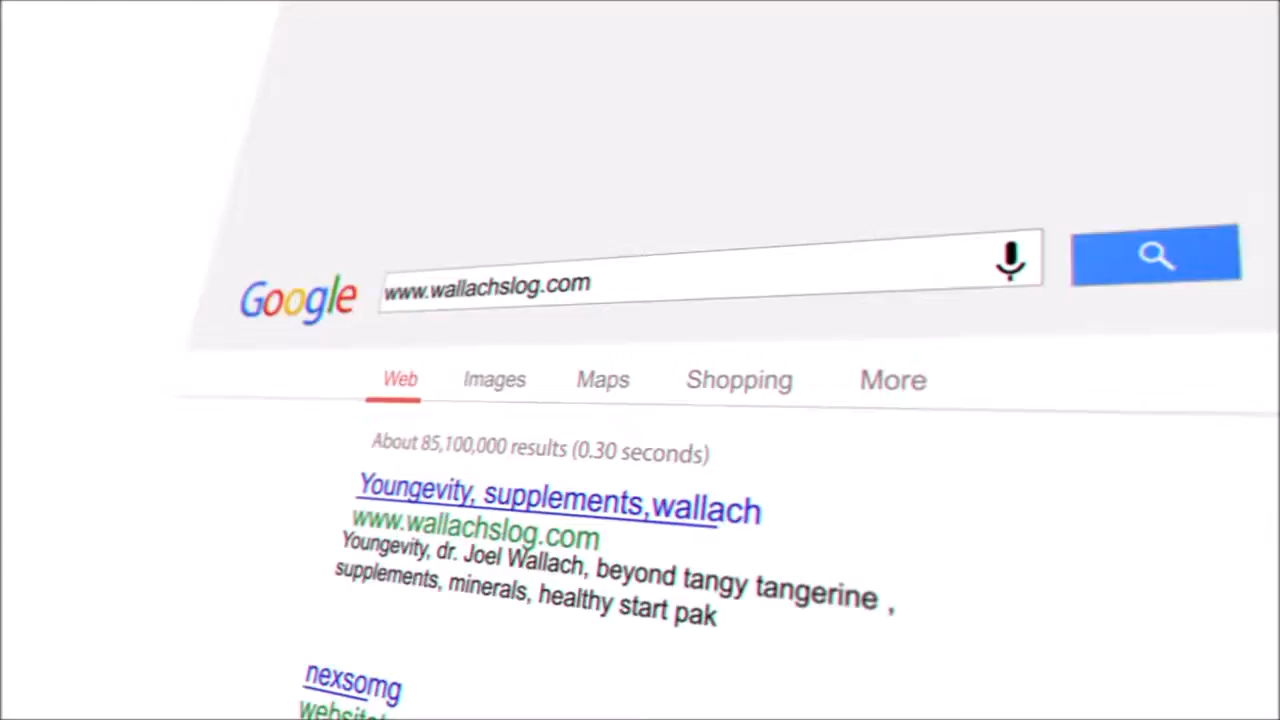 Google www.wallachslog.com
Web Images Maps Shopping More
About 85,100,000 results (0.30 seconds)
Youngevity, supplements,wallach
www.wallachslog.com
Youngevity, dr. Joel Wallach, beyond tangy tangerine ,
supplements, minerals, healthy start pak
nexsomg